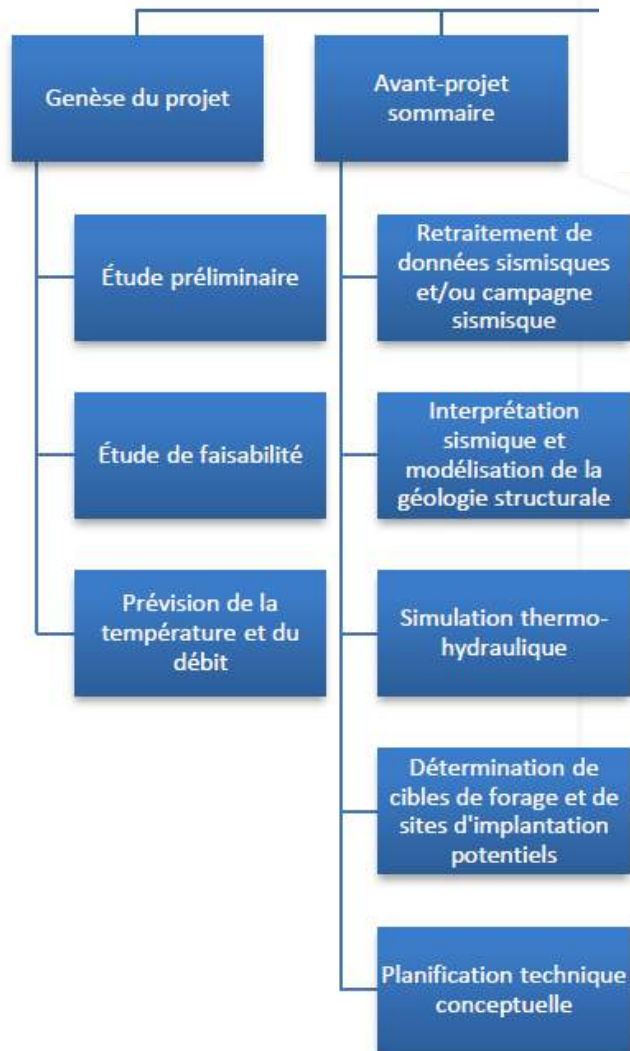 Genèse du projet
Étude préliminaire
Étude de faisabilité
Prévision de la
température et du
débit
Avant-projet
sommaire
Retraitement de
données sismiques
et/ou campagne
sismique
Interprétation
sismique et
modélisation de la
géologie structurale
Simulation thermo-
hydraulique
Détermination de
cibles de forage et de
sites d'implantation
potentiels
Planification technique
conceptuelle